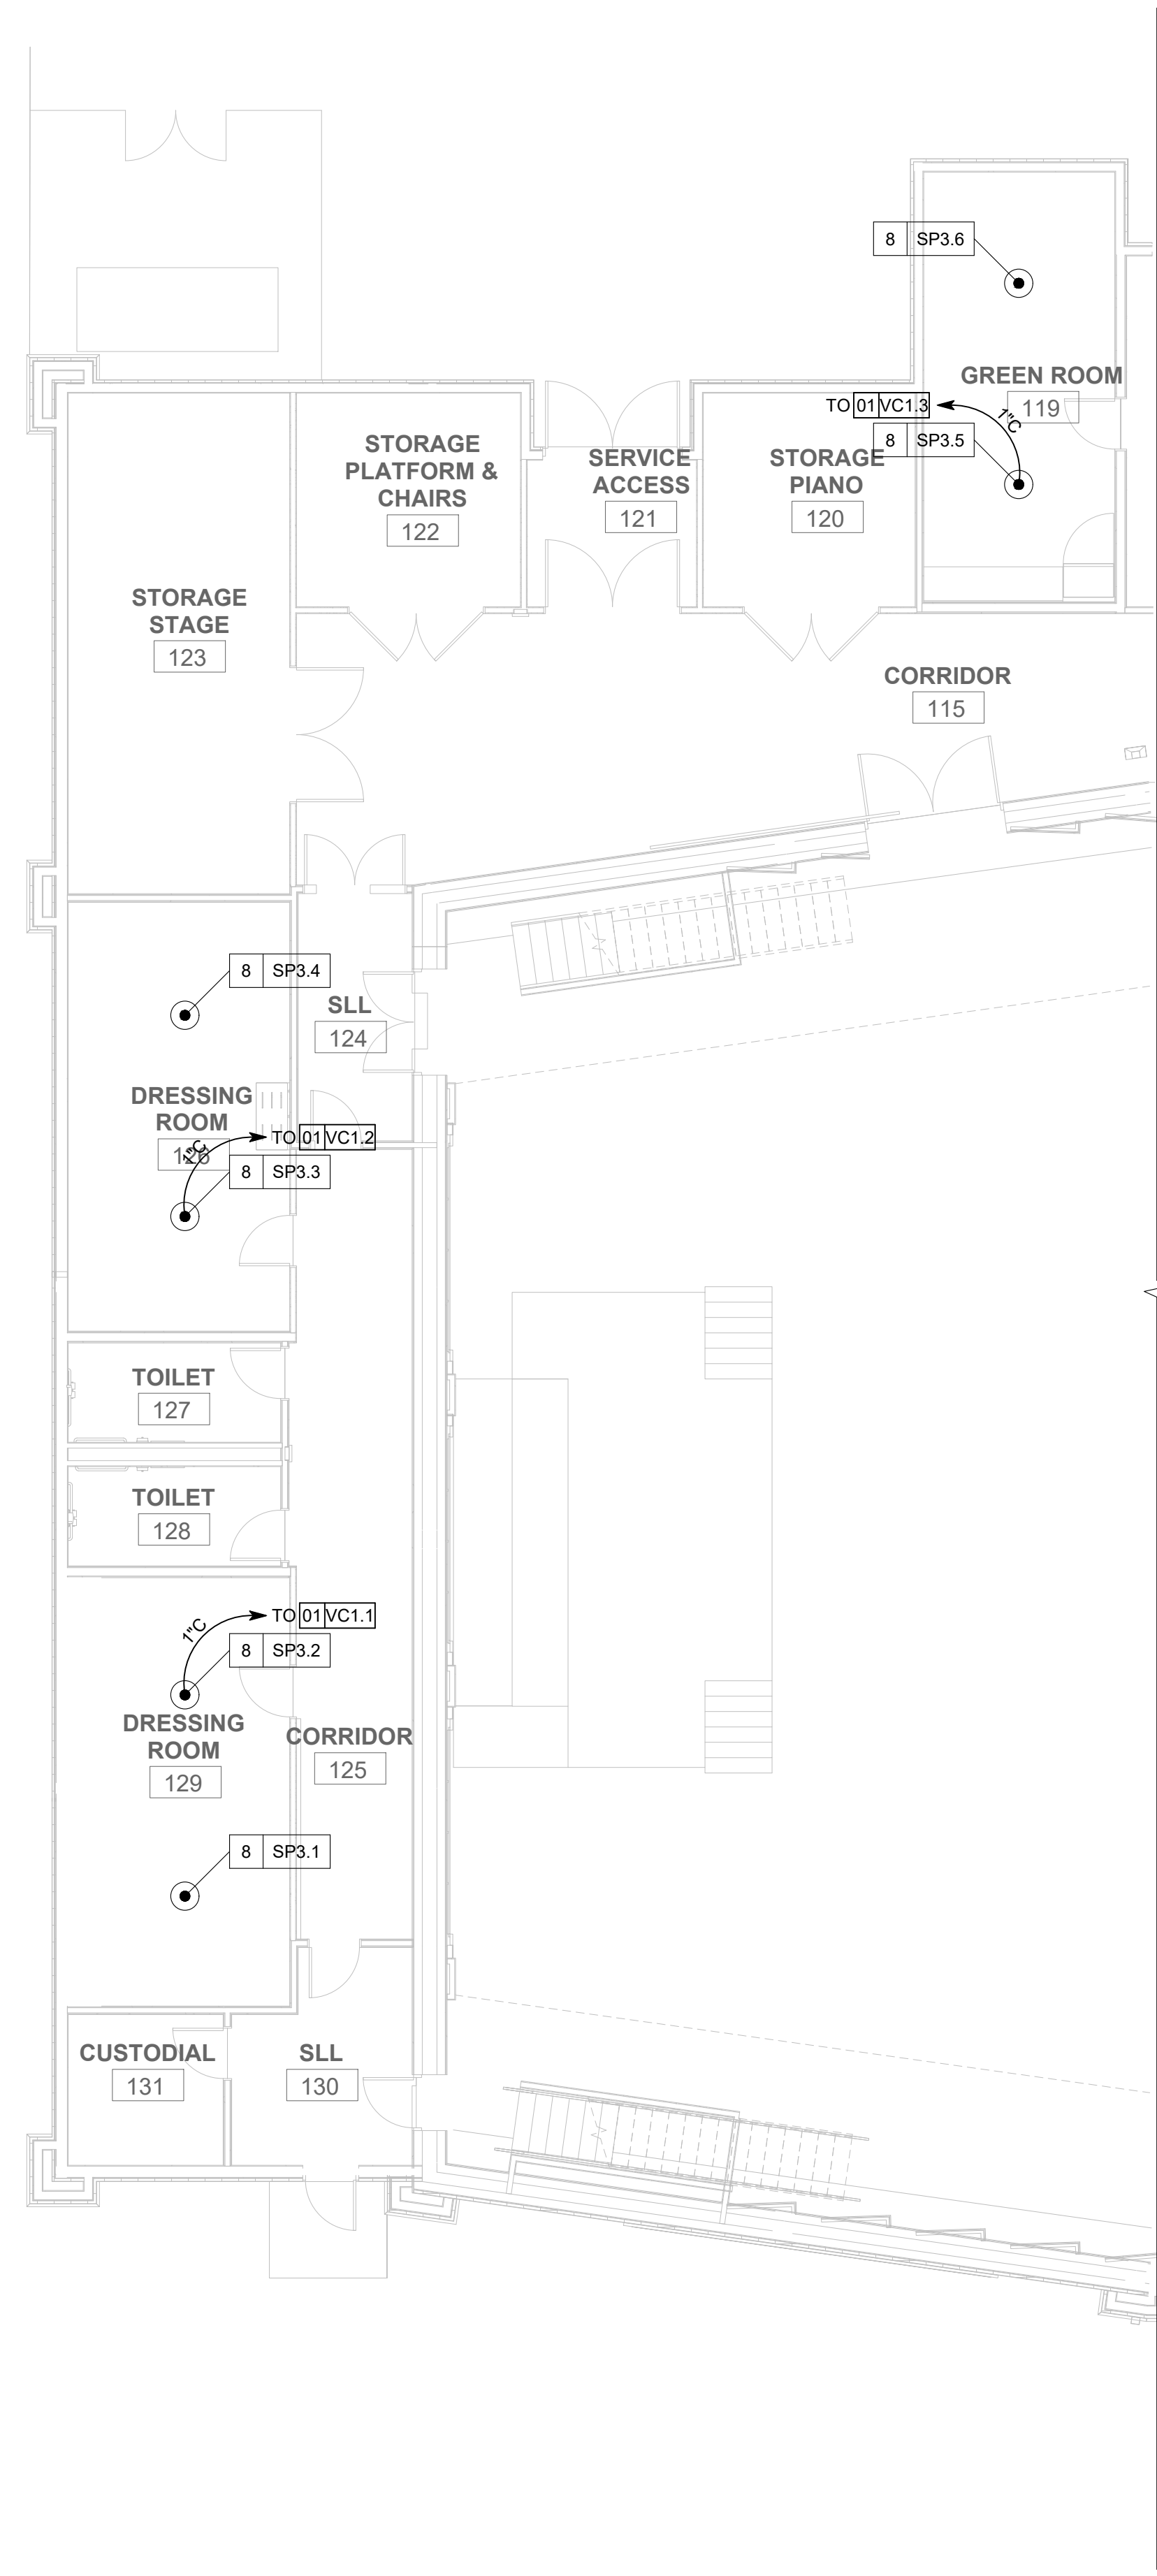 8 SP3.6
GREEN ROOM
119
TO 01 VC1.3
1"C
8 SP3.5
STORAGE
PLATFORM &
CHAIRS
122
SERVICE
ACCESS
121
STORAGE
PIANO
120
STORAGE
STAGE
123
CORRIDOR
115
8 SP3.4
SLL
124
DRESSING
ROOM
126
1"C
TO 01 VC1.2
8 SP3.3
TOILET
127
TOILET
128
1"C
TO 01 VC1.1
8 SP3.2
DRESSING
ROOM
129
CORRIDOR
125
8 SP3.1
CUSTODIAL
131
SLL
130